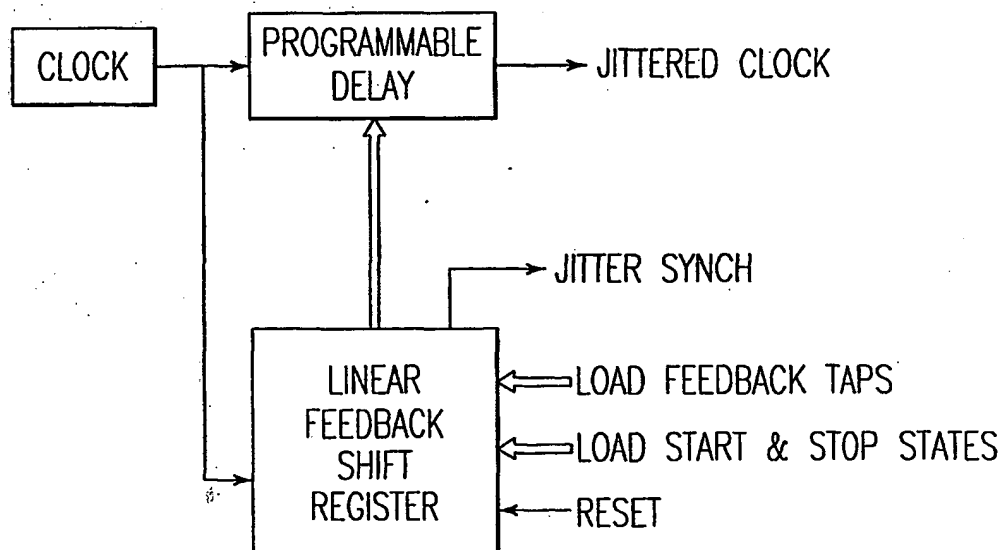 CLOCK
PROGRAMMABLE
DELAY
JITTERED CLOCK
JITTER SYNCH
LINEAR
FEEDBACK
SHIFT
REGISTER
LOAD FEEDBACK TAPS
LOAD START & STOP STATES
RESET